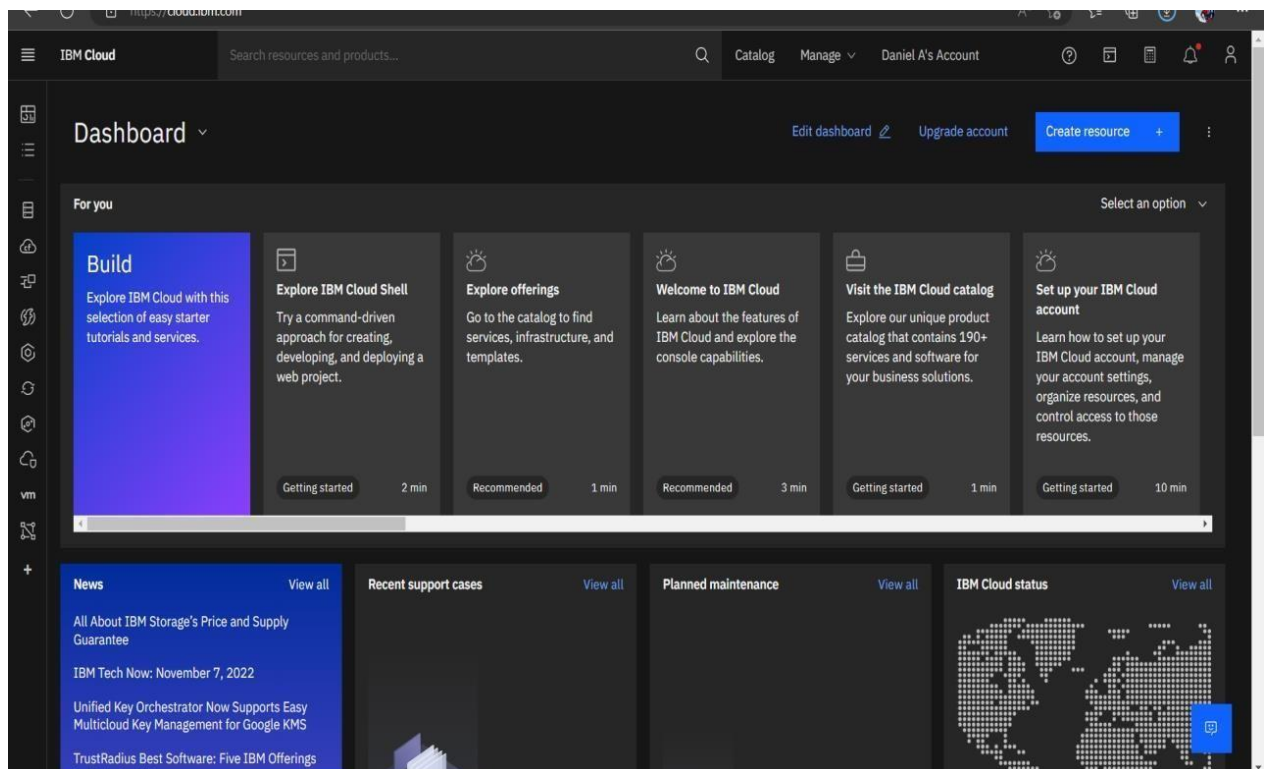 https://cloud.ibm.com
IBM Cloud
Search resources and products...
Catalog
Manage
Daniel A's Account
Dashboard
Edit dashboard
Upgrade account
Create resource +
For you
Select an option
Build
Explore IBM Cloud with this
selection of easy starter
tutorials and services.
Explore IBM Cloud Shell
Try a command-driven
approach for creating,
developing, and deploying a
web project.
Getting started
2 min
Explore offerings
Go to the catalog to find
services, infrastructure, and
templates.
Recommended
1 min
Welcome to IBM Cloud
Learn about the features of
IBM Cloud and explore the
console capabilities.
Recommended
3 min
Visit the IBM Cloud catalog
Explore our unique product
catalog that contains 190+
services and software for
your business solutions.
Getting started
1 min
Set up your IBM Cloud
account
Learn how to set up your
IBM Cloud account, manage
your account settings,
organize resources, and
control access to those
resources.
Getting started
10 min
vm
News
View all
All About IBM Storage's Price and Supply
Guarantee
IBM Tech Now: November 7, 2022
Unified Key Orchestrator Now Supports Easy
Multicloud Key Management for Google KMS
TrustRadius Best Software: Five IBM Offerings
Recent support cases
View all
Planned maintenance
View all
IBM Cloud status
View all